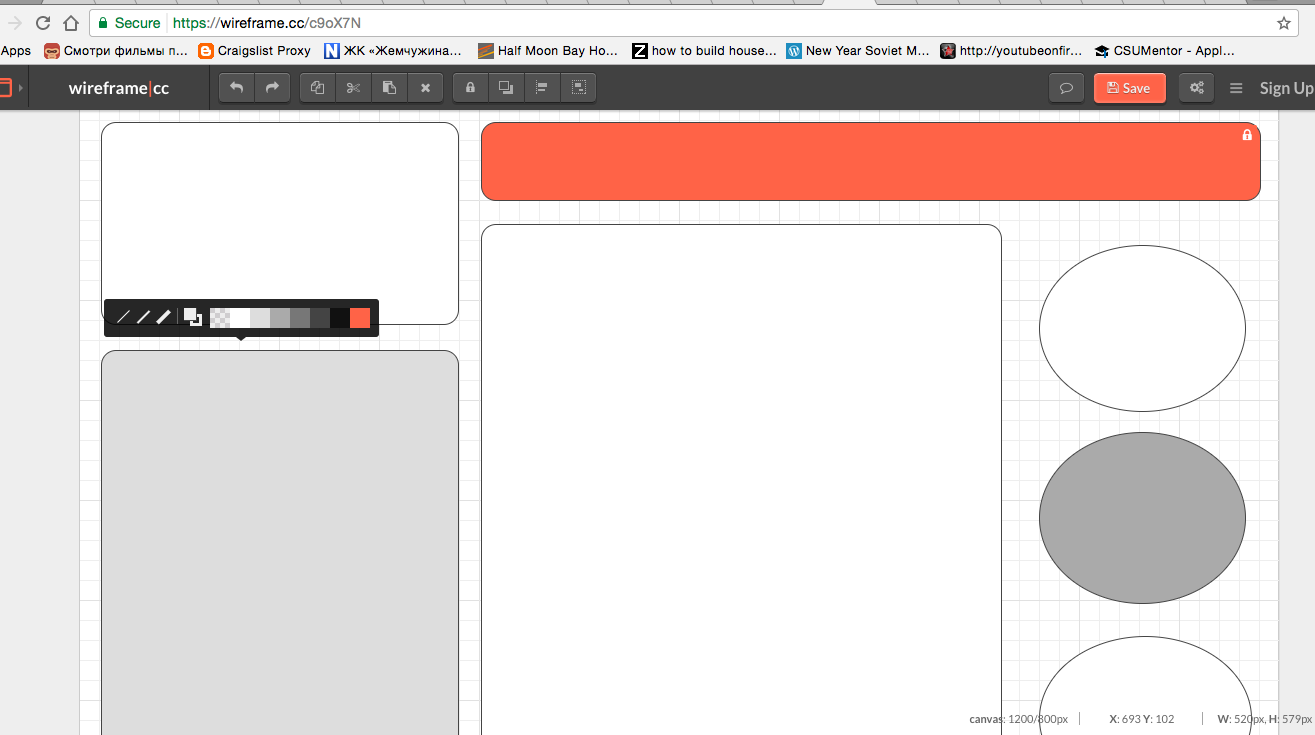 Secure https://wireframe.cc/c9oX7N
Apps Смотри фильмы п... Craigslist Proxy ЖК «Жемчужина... Half Moon Bay Ho... how to build house... New Year Soviet M... http://youtubeonfir... CSUMentor - Appl...
wireframe|cc Save Sign Up
canvas: 1200/800px X: 693 Y: 102 W: 520px, H: 579px